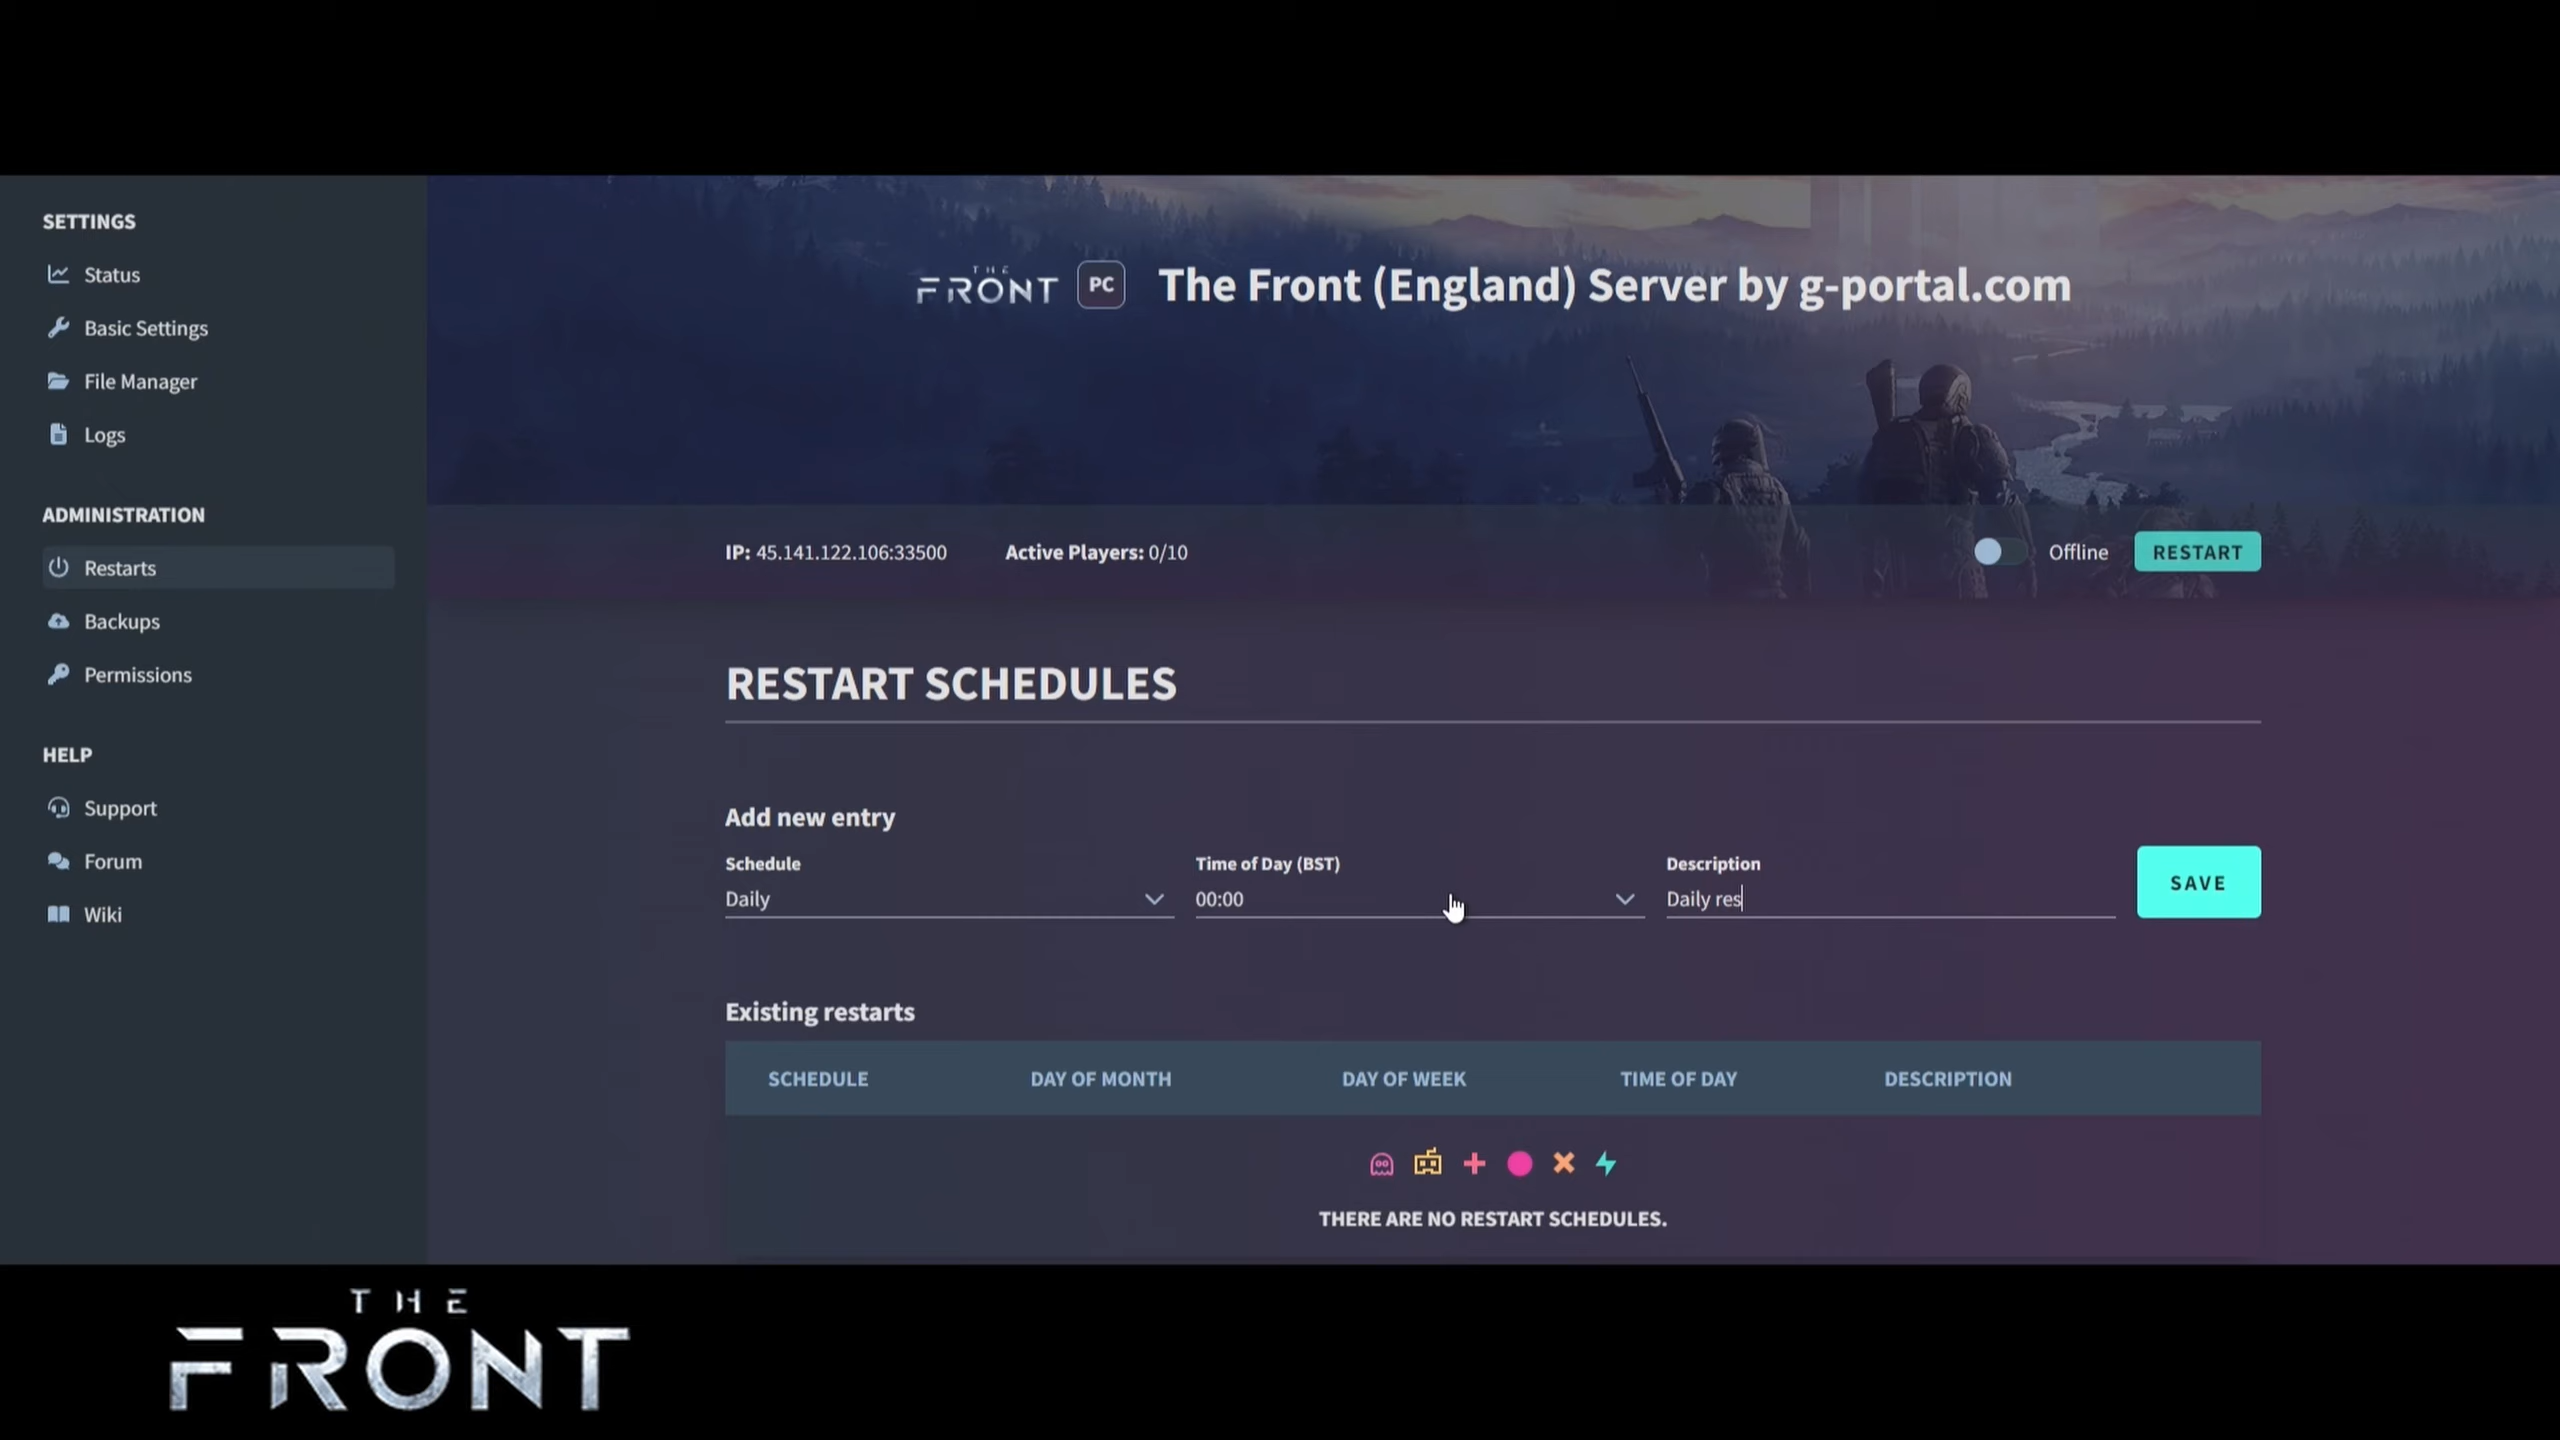 SETTINGS
Status
Basic Settings
File Manager
Logs
ADMINISTRATION
Restarts
Backups
Permissions
HELP
Support
Forum
Wiki
THE
FRONT PC The Front (England) Server by g-portal.com
IP: 45.141.122.106:33500 Active Players: 0/10 Offline RESTART
RESTART SCHEDULES
Add new entry
Schedule Time of Day (BST) Description
Daily 00:00 Daily res SAVE
Existing restarts
SCHEDULE DAY OF MONTH DAY OF WEEK TIME OF DAY DESCRIPTION
THERE ARE NO RESTART SCHEDULES.
THE
FRONT